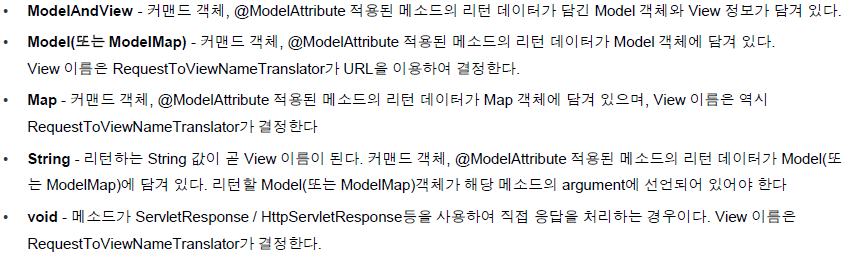 • ModelAndView - 커맨드 객체, @ModelAttribute 적용된 메소드의 리턴 데이터가 담긴 Model 객체와 View 정보가 담겨 있다.
• Model(또는 ModelMap) - 커맨드 객체, @ModelAttribute 적용된 메소드의 리턴 데이터가 Model 객체에 담겨 있다.
View 이름은 RequestToViewNameTranslator가 URL을 이용하여 결정한다.
• Map - 커맨드 객체, @ModelAttribute 적용된 메소드의 리턴 데이터가 Map 객체에 담겨 있으며, View 이름은 역시
RequestToViewNameTranslator가 결정한다
• String - 리턴하는 String 값이 곧 View 이름이 된다. 커맨드 객체, @ModelAttribute 적용된 메소드의 리턴 데이터가 Model(또
는 ModelMap)에 담겨 있다. 리턴할 Model(또는 ModelMap)객체가 해당 메소드의 argument에 선언되어 있어야 한다
• void - 메소드가 ServletResponse / HttpServletResponse등을 사용하여 직접 응답을 처리하는 경우이다. View 이름은
RequestToViewNameTranslator가 결정한다.